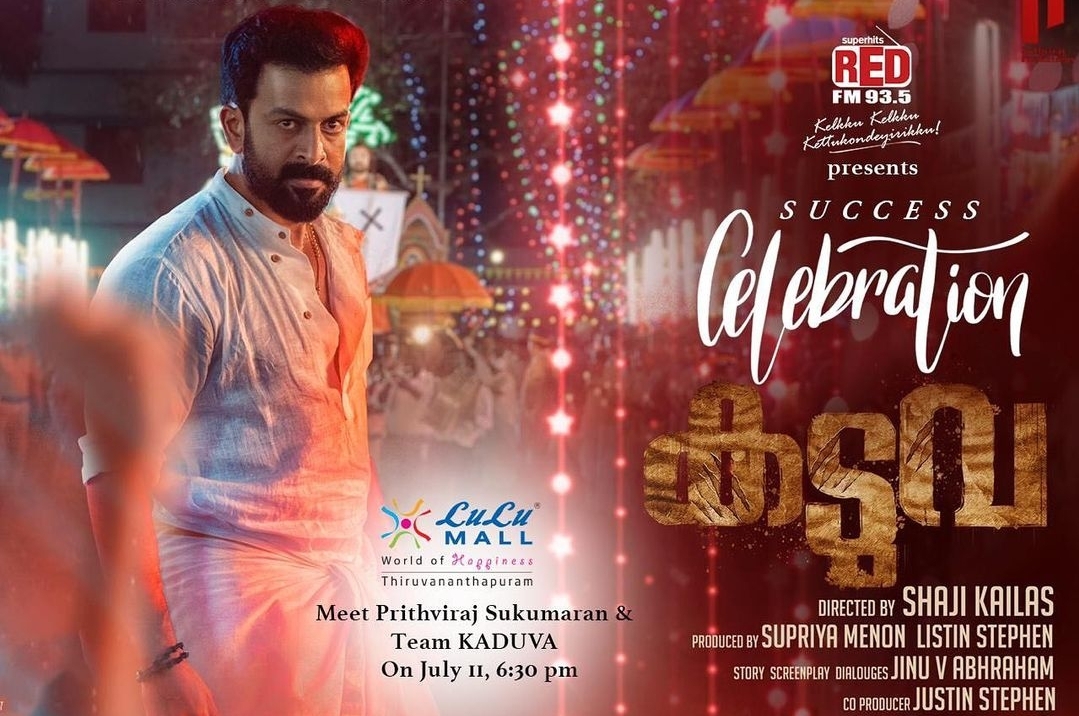 superhits
RED
FM 93.5
Kelkku Kelkku
Kettukondeyirikku!
presents
SUCCESS
Celebration
കടുവ
LuLu®
MALL
World of Happiness
Thiruvananthapuram
Meet Prithviraj Sukumaran &
Team KADUVA
On July 11, 6:30 pm
DIRECTED BY SHAJI KAILAS
PRODUCED BY SUPRIYA MENON LISTIN STEPHEN
STORY SCREENPLAY DIALOUGES JINU V ABHRAHAM
CO PRODUCER JUSTIN STEPHEN